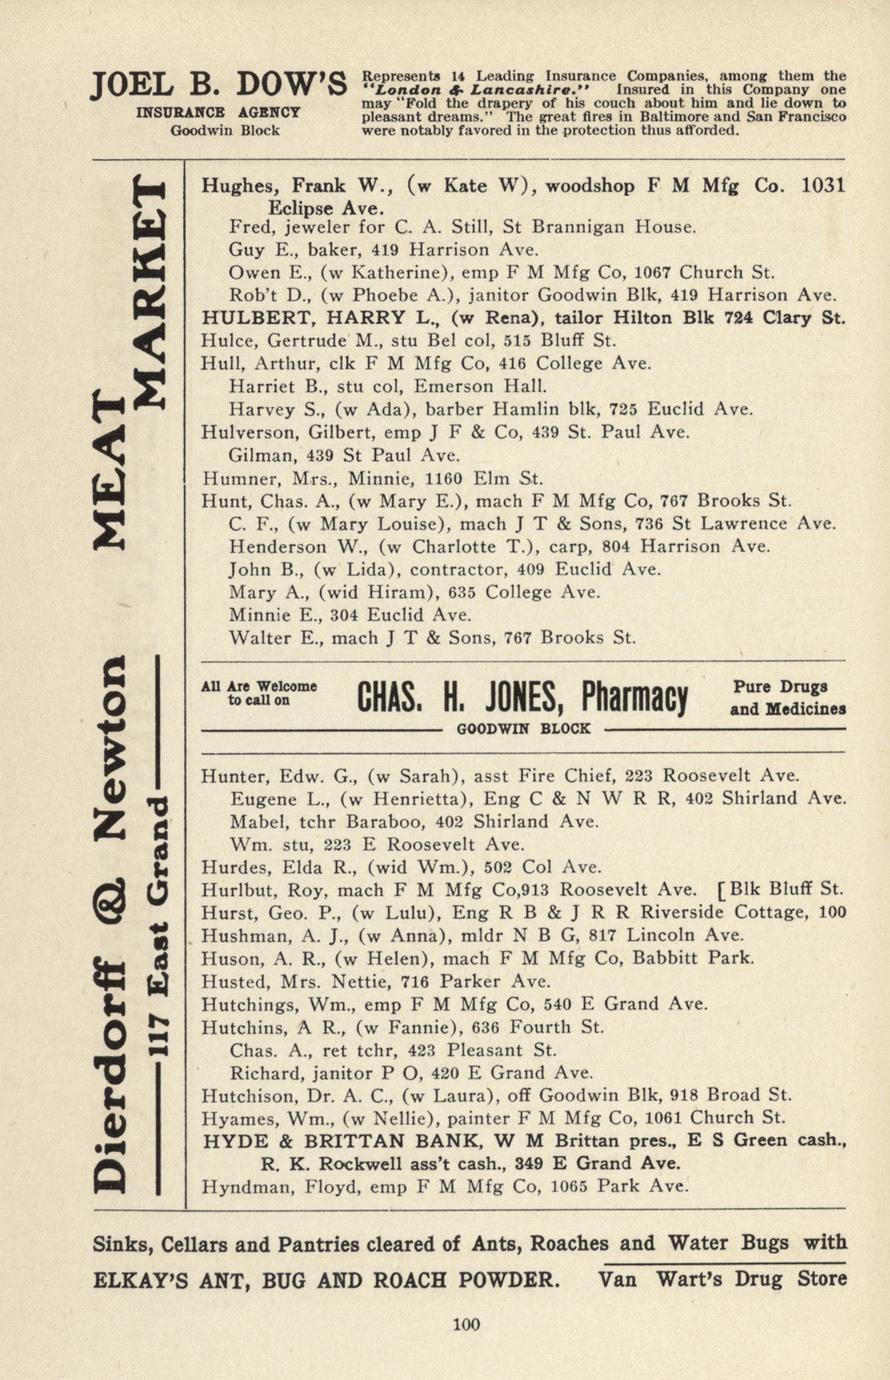 JOEL B. DOW'S
INSURANCE AGENCY
Goodwin Block
Represents 14 Leading Insurance Companies, among them the
"London & Lancashire." Insured in this Company one
may "Fold the drapery of his couch about him and lie down to
pleasant dreams." The great fires in Baltimore and San Francisco
were notably favored in the protection thus afforded.
Dierdorff @ Newton MEAT
MARKET
117 East Grand
Hughes, Frank W., (w Kate W), woodshop F M Mfg Co. 1031
Eclipse Ave.
Fred, jeweler for C. A. Still, St Brannigan House.
Guy E., baker, 419 Harrison Ave.
Owen E., (w Katherine), emp F M Mfg Co, 1067 Church St.
Rob't D., (w Phoebe A.), janitor Goodwin Blk, 419 Harrison Ave.
HULBERT, HARRY L., (w Rena), tailor Hilton Blk 724 Clary St.
Hulce, Gertrude M., stu Bel col, 515 Bluff St.
Hull, Arthur, clk F M Mfg Co, 416 College Ave.
Harriet B., stu col, Emerson Hall.
Harvey S., (w Ada), barber Hamlin blk, 725 Euclid Ave.
Hulverson, Gilbert, emp J F & Co, 439 St. Paul Ave.
Gilman, 439 St Paul Ave.
Humner, Mrs., Minnie, 1160 Elm St.
Hunt, Chas. A., (w Mary E.), mach F M Mfg Co, 767 Brooks St.
C. F., (w Mary Louise), mach J T & Sons, 736 St Lawrence Ave.
Henderson W., (w Charlotte T.), carp, 804 Harrison Ave.
John B., (w Lida), contractor, 409 Euclid Ave.
Mary A., (wid Hiram), 635 College Ave.
Minnie E., 304 Euclid Ave.
Walter E., mach J T & Sons, 767 Brooks St.
All Are Welcome
to call on
CHAS. H. JONES, Pharmacy
GOODWIN BLOCK
Pure Drugs
and Medicines
Hunter, Edw. G., (w Sarah), asst Fire Chief, 223 Roosevelt Ave.
Eugene L., (w Henrietta), Eng C & N W R R, 402 Shirland Ave.
Mabel, tchr Baraboo, 402 Shirland Ave.
Wm. stu, 223 E Roosevelt Ave.
Hurdes, Elda R., (wid Wm.), 502 Col Ave.
Hurlbut, Roy, mach F M Mfg Co,913 Roosevelt Ave. [Blk Bluff St.
Hurst, Geo. P., (w Lulu), Eng R B & J R R Riverside Cottage, 100
Hushman, A. J., (w Anna), mldr N B G, 817 Lincoln Ave.
Huson, A. R., (w Helen), mach F M Mfg Co, Babbitt Park.
Husted, Mrs. Nettie, 716 Parker Ave.
Hutchings, Wm., emp F M Mfg Co, 540 E Grand Ave.
Hutchins, A R., (w Fannie), 636 Fourth St.
Chas. A., ret tchr, 423 Pleasant St.
Richard, janitor P O, 420 E Grand Ave.
Hutchison, Dr. A. C., (w Laura), off Goodwin Blk, 918 Broad St.
Hyames, Wm., (w Nellie), painter F M Mfg Co, 1061 Church St.
HYDE & BRITTAN BANK, W M Brittan pres., E S Green cash.,
R. K. Rockwell ass't cash., 349 E Grand Ave.
Hyndman, Floyd, emp F M Mfg Co, 1065 Park Ave.
Sinks, Cellars and Pantries cleared of Ants, Roaches and Water Bugs with
ELKAY'S ANT, BUG AND ROACH POWDER. Van Wart's Drug Store
100